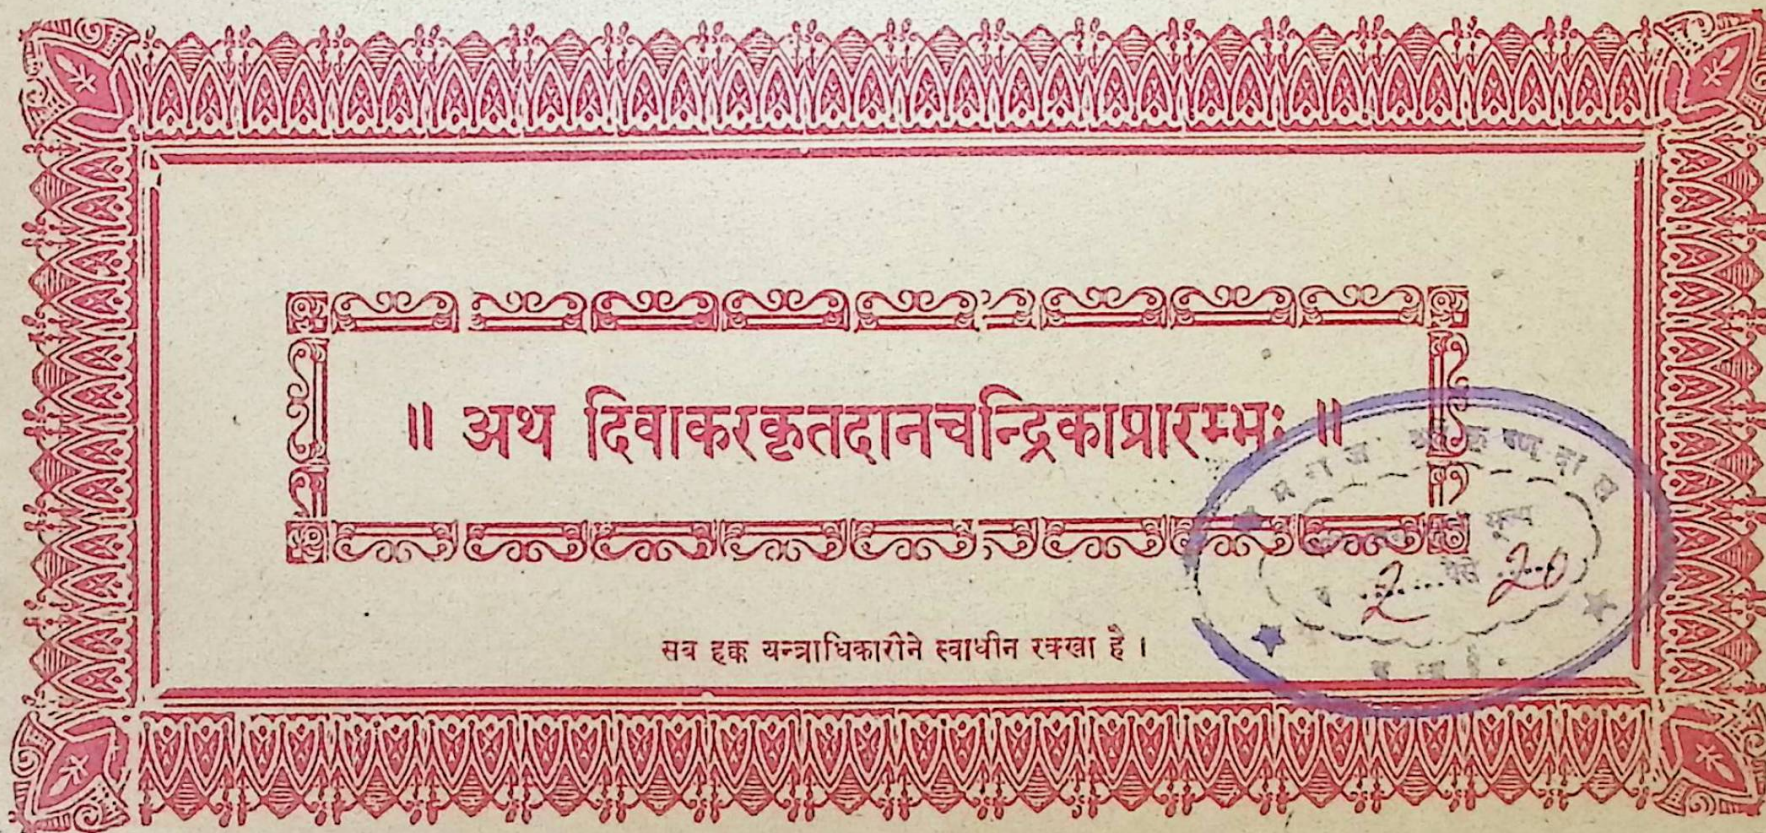 ॥ अथ दिवाकरकृतदानचन्द्रिकाप्रारम्भः ॥
मूल्य
2 पैसे 20
सब हक्क यन्त्राधिकारीने स्वाधीन रक्खा है ।